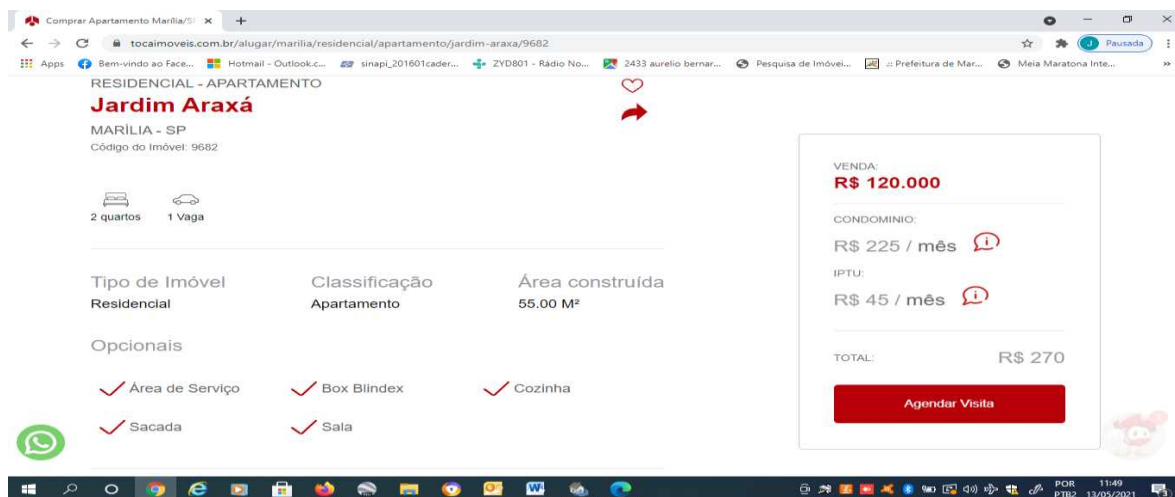 Comprar Apartamento Marília/S
tocaimoveis.com.br/alugar/marilia/residencial/apartamento/jardim-araxa/9682
J Pausada
Apps Bem-vindo ao Face... Hotmail - Outlook.c... sinapi_201601cader... ZYD801 - Rádio No... 2433 aurelio bernar... Pesquisa de Imóvei... .:: Prefeitura de Mar... Meia Maratona Inte... »
RESIDENCIAL - APARTAMENTO
Jardim Araxá
MARÍLIA - SP
Código do Imóvel: 9682
2 quartos 1 Vaga
Tipo de Imóvel Classificação Área construída
Residencial Apartamento 55.00 M²
Opcionais
Área de Serviço Box Blindex Cozinha
Sacada Sala
VENDA:
R$ 120.000
CONDOMINIO:
R$ 225 / mês
IPTU:
R$ 45 / mês
TOTAL: R$ 270
Agendar Visita
POR 11:49
PTB2 13/05/2021